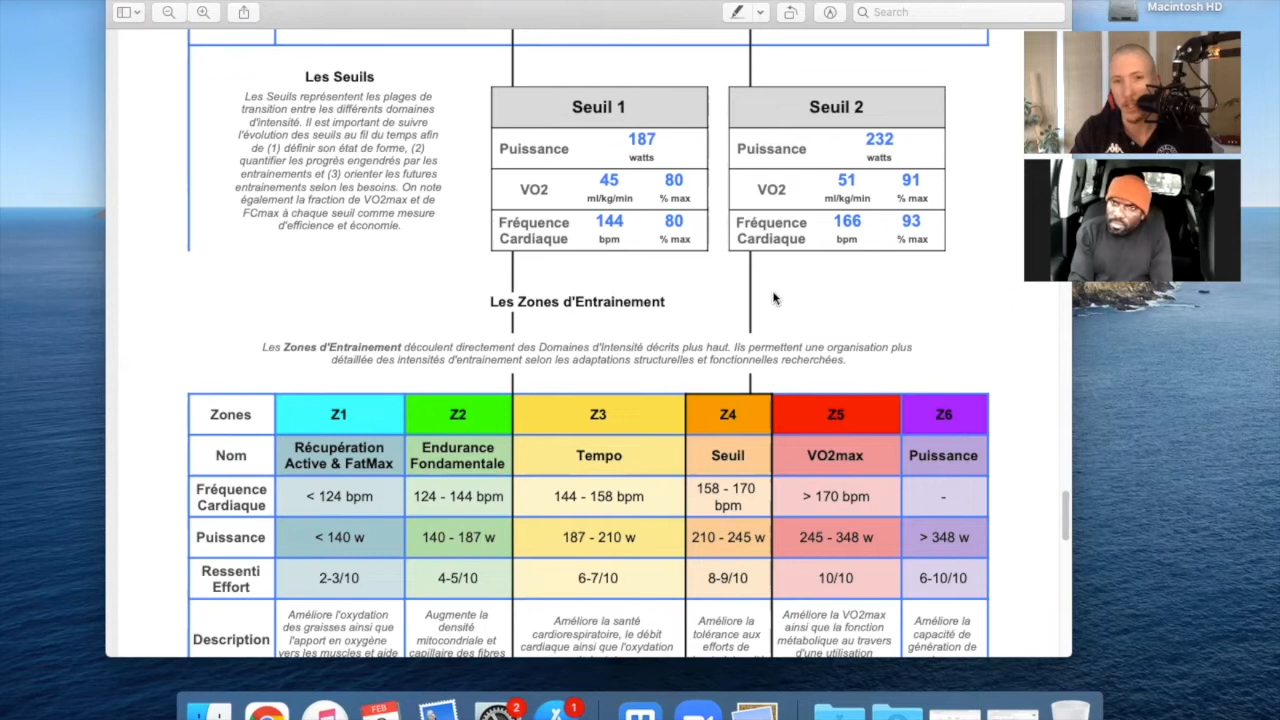 Search
Macintosh HD
Les Seuils
Les Seuils représentent les plages de
transition entre les différents domaines
d'intensité. Il est important de suivre
l'évolution des seuils au fil du temps afin
de (1) définir son état de forme, (2)
quantifier les progrès engendrés par les
entrainements et (3) orienter les futures
entrainements selon les besoins. On note
également la fraction de VO2max et de
FCmax à chaque seuil comme mesure
d'efficience et économie.
Seuil 1
Puissance
187
watts
VO2
45 80
ml/kg/min % max
Fréquence
Cardiaque
144 80
bpm % max
Seuil 2
Puissance
232
watts
VO2
51 91
ml/kg/min % max
Fréquence
Cardiaque
166 93
bpm % max
Les Zones d'Entrainement
Les Zones d'Entrainement découlent directement des Domaines d'Intensité décrits plus haut. Ils permettent une organisation plus
détaillée des intensités d'entrainement selon les adaptations structurelles et fonctionnelles recherchées.
Zones Z1 Z2 Z3 Z4 Z5 Z6
Nom
Récupération
Active & FatMax
Endurance
Fondamentale
Tempo
Seuil
VO2max
Puissance
Fréquence
Cardiaque
< 124 bpm
124 - 144 bpm
144 - 158 bpm
158 - 170
bpm
> 170 bpm
-
Puissance
< 140 w
140 - 187 w
187 - 210 w
210 - 245 w
245 - 348 w
> 348 w
Ressenti
Effort
2-3/10
4-5/10
6-7/10
8-9/10
10/10
6-10/10
Description
Améliore l'oxydation
des graisses ainsi que
l'apport en oxygène
vers les muscles et aide
Augmente la
densité
mitocondriale et
capillaire des fibres
Améliore la santé
cardiorespiratoire, le débit
cardiaque ainsi que l'oxydation
Améliore la
tolérance aux
efforts de
Améliore la VO2max
ainsi que la fonction
métabolique au travers
d'une utilisation
Améliore la
capacité de
génération de
FEB
2
1